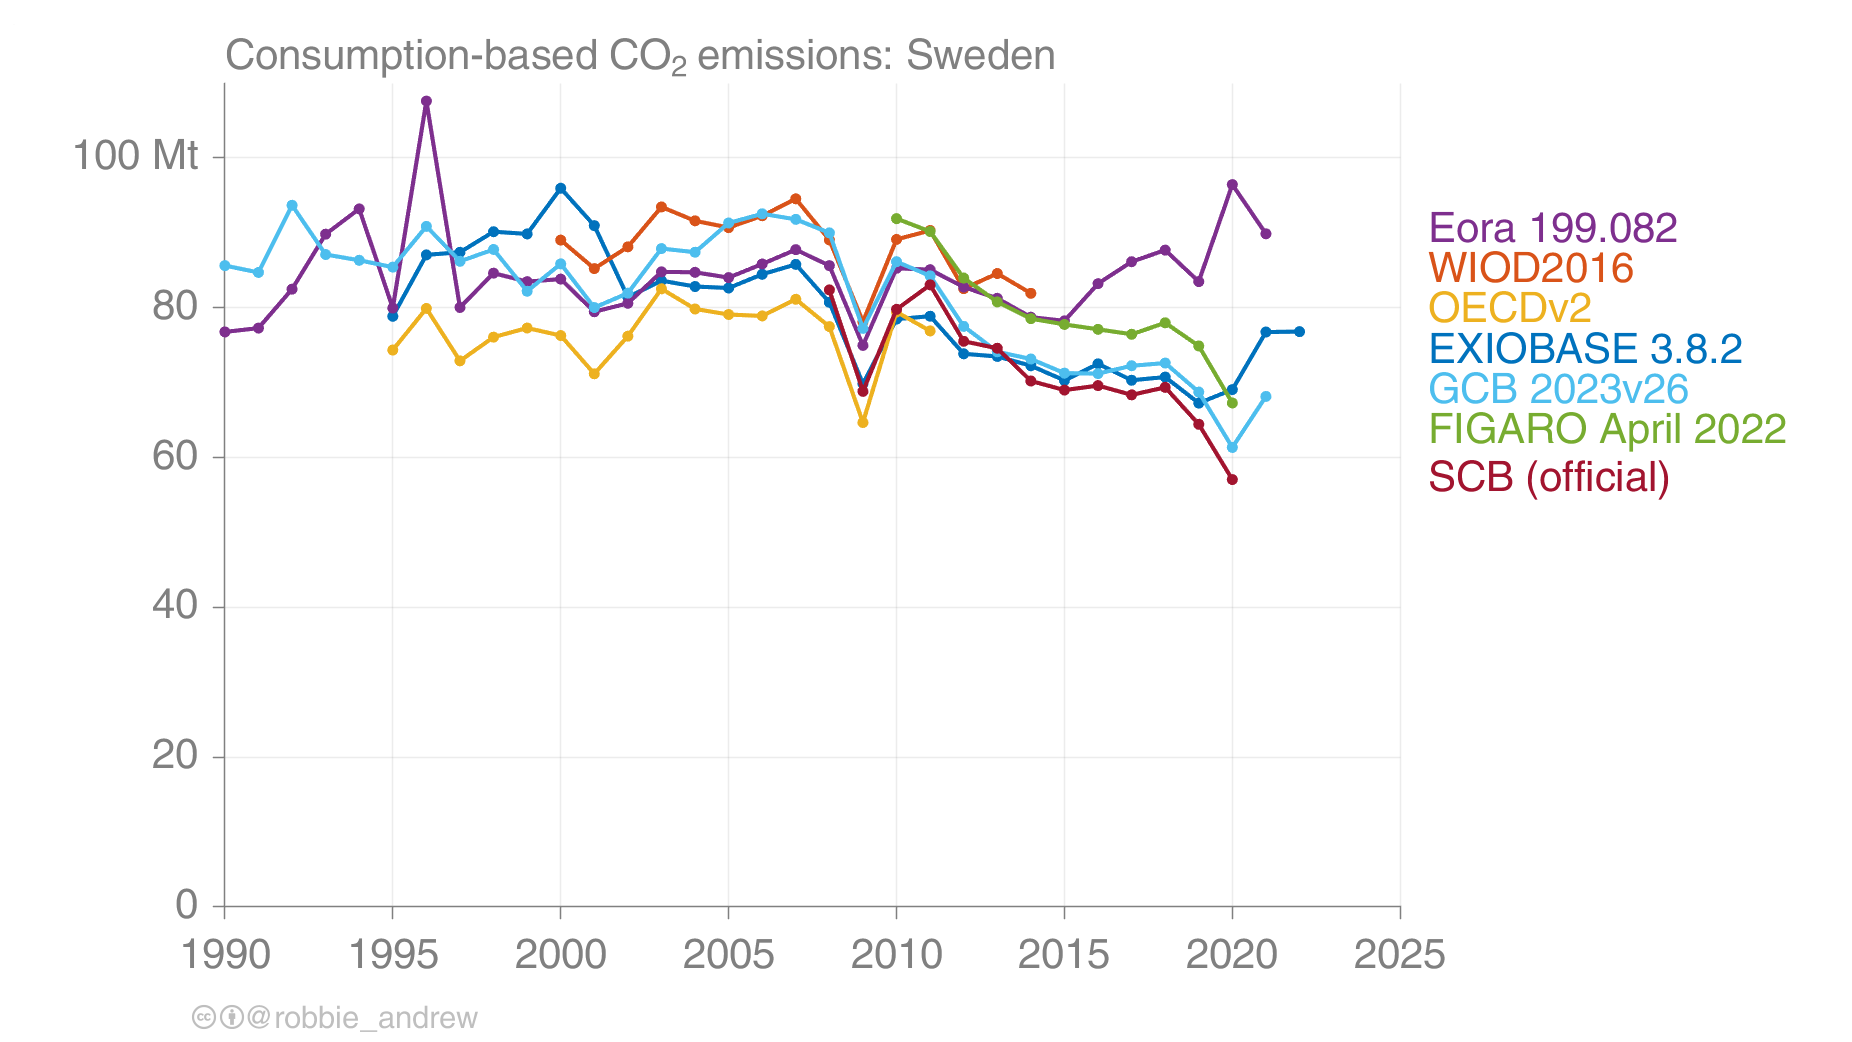 Consumption-based CO₂ emissions: Sweden
100 Mt
80
60
40
20
0
1990 1995 2000 2005 2010 2015 2020 2025
Eora 199.082
WIOD2016
OECDv2
EXIOBASE 3.8.2
GCB 2023v26
FIGARO April 2022
SCB (official)
@robbie_andrew